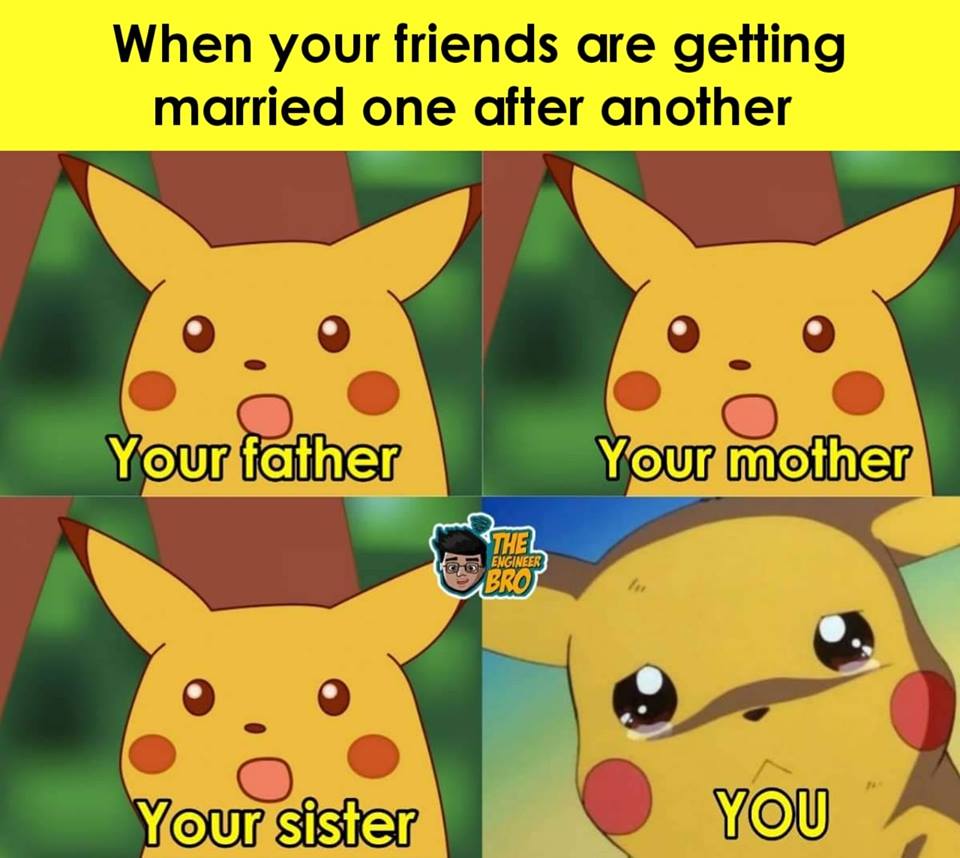 When your friends are getting
married one after another
Your father
Your mother
THE
ENGINEER
BRO
Your sister
YOU